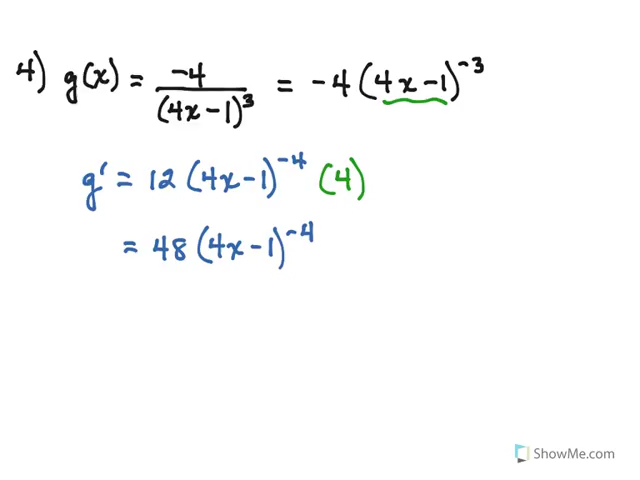 4) g(x) = -4/(4x-1)^3 = -4(4x-1)^-3
g' = 12(4x-1)^-4 (4)
= 48(4x-1)^-4
ShowMe.com